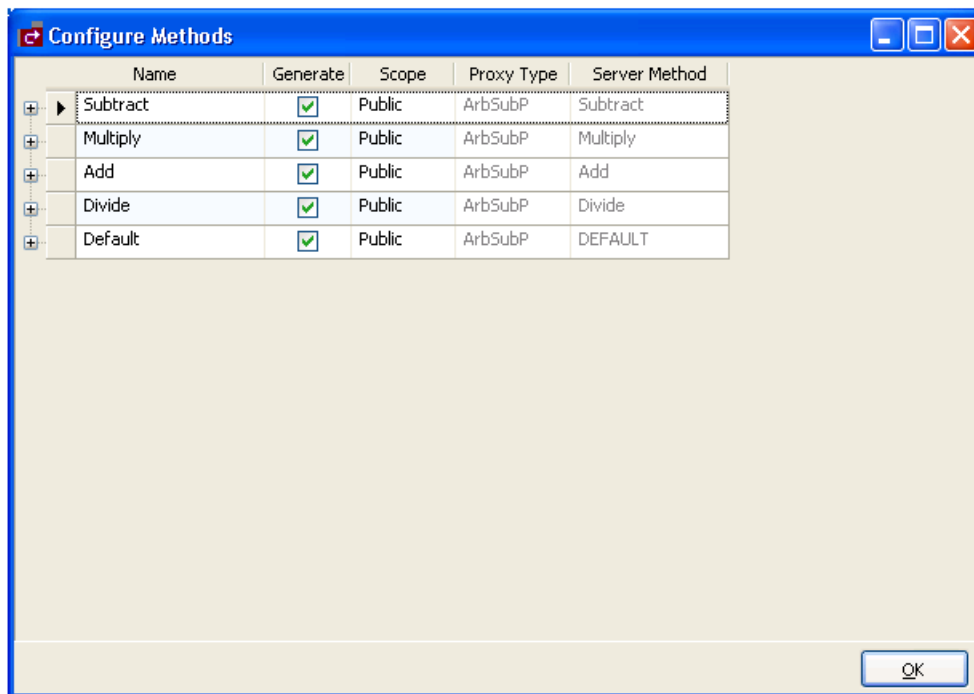 Configure Methods
Name Generate Scope Proxy Type Server Method
Subtract Public ArbSubP Subtract
Multiply Public ArbSubP Multiply
Add Public ArbSubP Add
Divide Public ArbSubP Divide
Default Public ArbSubP DEFAULT
OK